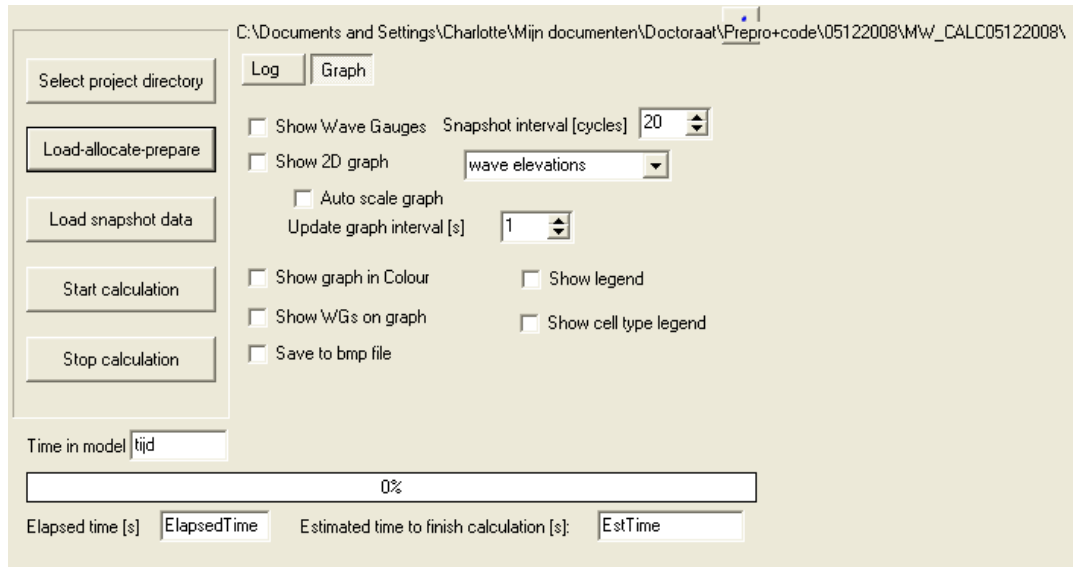 C:\Documents and Settings\Charlotte\Mijn documenten\Doctoraat\Prepro+code\05122008\MW_CALC05122008\
Select project directory
Load-allocate-prepare
Load snapshot data
Start calculation
Stop calculation
Log Graph
Show Wave Gauges Snapshot interval [cycles] 20
Show 2D graph wave elevations
Auto scale graph
Update graph interval [s] 1
Show graph in Colour Show legend
Show WGs on graph Show cell type legend
Save to bmp file
Time in model tijd
0%
Elapsed time [s] ElapsedTime Estimated time to finish calculation [s]: EstTime